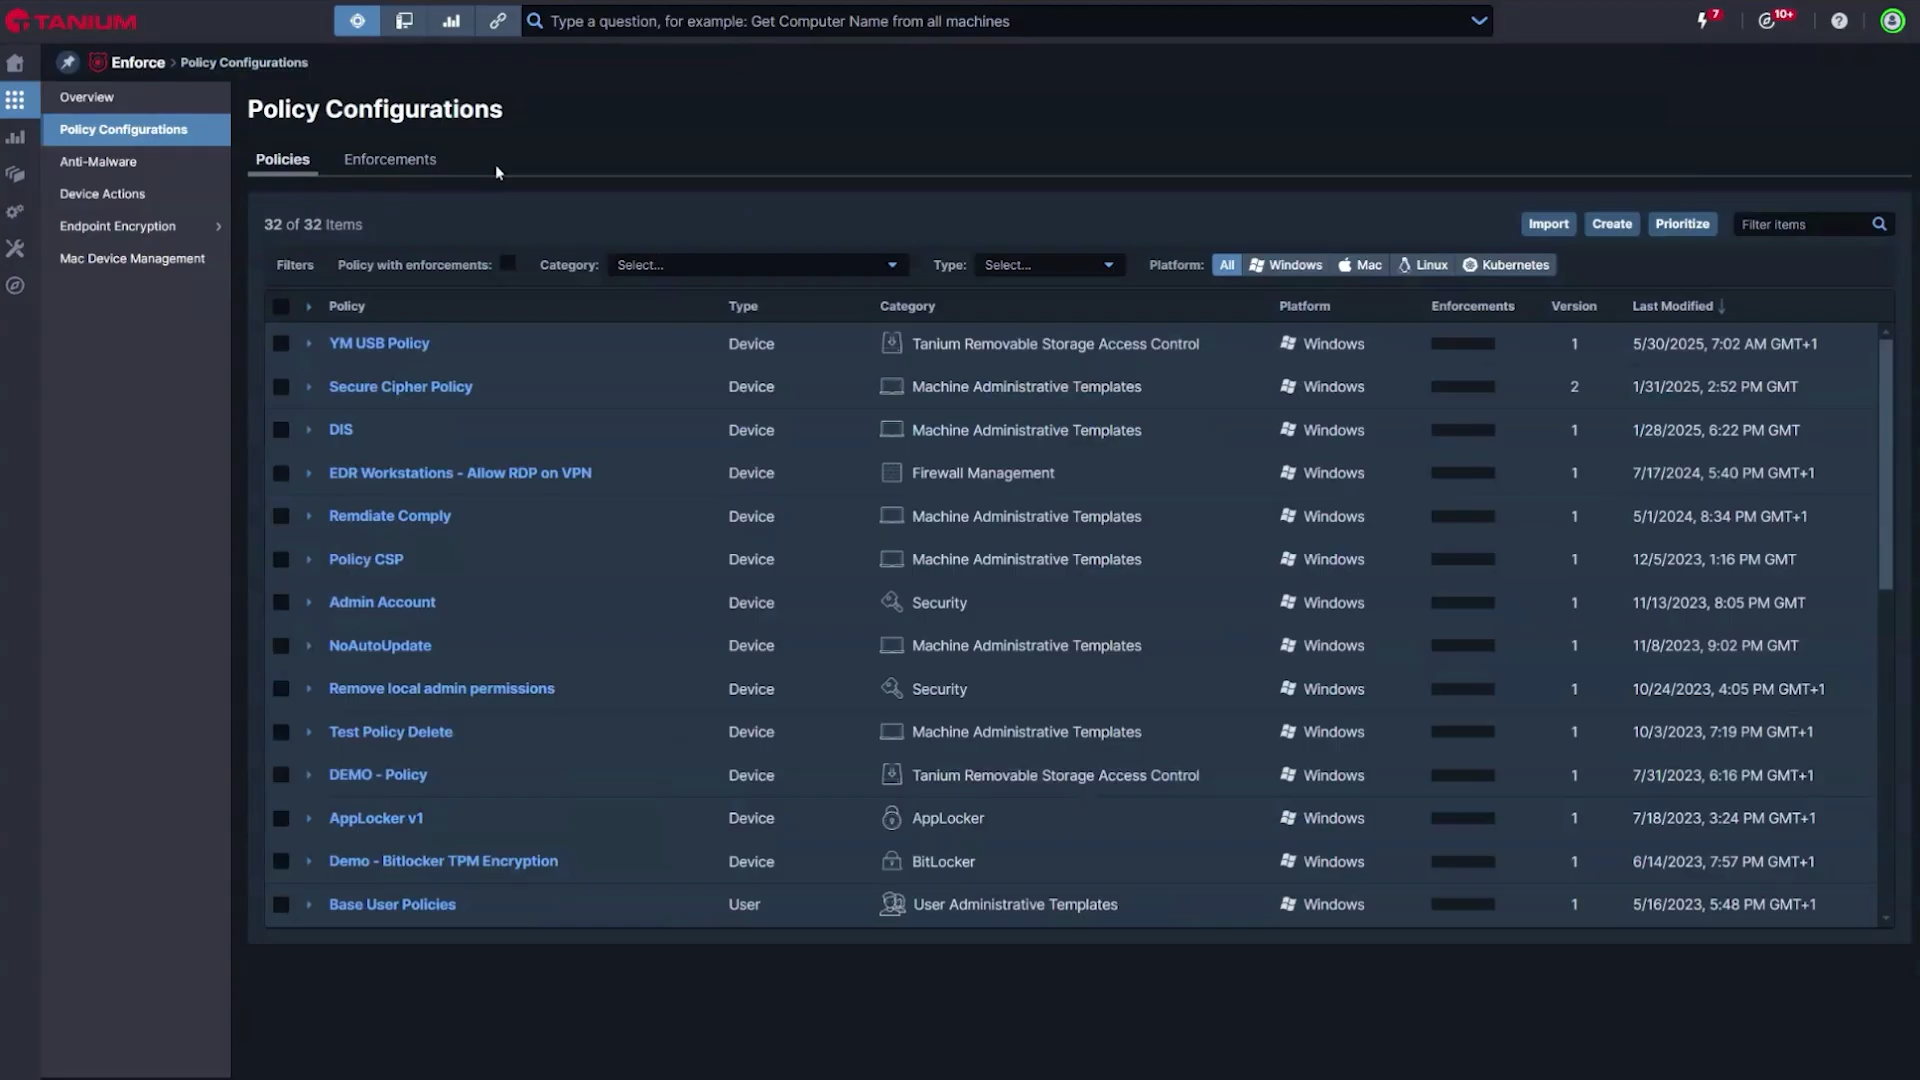 TANIUM
Type a question, for example: Get Computer Name from all machines
7
10+
Enforce > Policy Configurations
Overview
Policy Configurations
Anti-Malware
Device Actions
Endpoint Encryption
Mac Device Management
Policy Configurations
Policies Enforcements
32 of 32 Items
Import Create Prioritize Filter items
Filters Policy with enforcements: Category: Select... Type: Select... Platform: All Windows Mac Linux Kubernetes
Policy Type Category Platform Enforcements Version Last Modified
YM USB Policy Device Tanium Removable Storage Access Control Windows 1 5/30/2025, 7:02 AM GMT+1
Secure Cipher Policy Device Machine Administrative Templates Windows 2 1/31/2025, 2:52 PM GMT
DIS Device Machine Administrative Templates Windows 1 1/28/2025, 6:22 PM GMT
EDR Workstations - Allow RDP on VPN Device Firewall Management Windows 1 7/17/2024, 5:40 PM GMT+1
Remdiate Comply Device Machine Administrative Templates Windows 1 5/1/2024, 8:34 PM GMT+1
Policy CSP Device Machine Administrative Templates Windows 1 12/5/2023, 1:16 PM GMT
Admin Account Device Security Windows 1 11/13/2023, 8:05 PM GMT
NoAutoUpdate Device Machine Administrative Templates Windows 1 11/8/2023, 9:02 PM GMT
Remove local admin permissions Device Security Windows 1 10/24/2023, 4:05 PM GMT+1
Test Policy Delete Device Machine Administrative Templates Windows 1 10/3/2023, 7:19 PM GMT+1
DEMO - Policy Device Tanium Removable Storage Access Control Windows 1 7/31/2023, 6:16 PM GMT+1
AppLocker v1 Device AppLocker Windows 1 7/18/2023, 3:24 PM GMT+1
Demo - Bitlocker TPM Encryption Device BitLocker Windows 1 6/14/2023, 7:57 PM GMT+1
Base User Policies User User Administrative Templates Windows 1 5/16/2023, 5:48 PM GMT+1